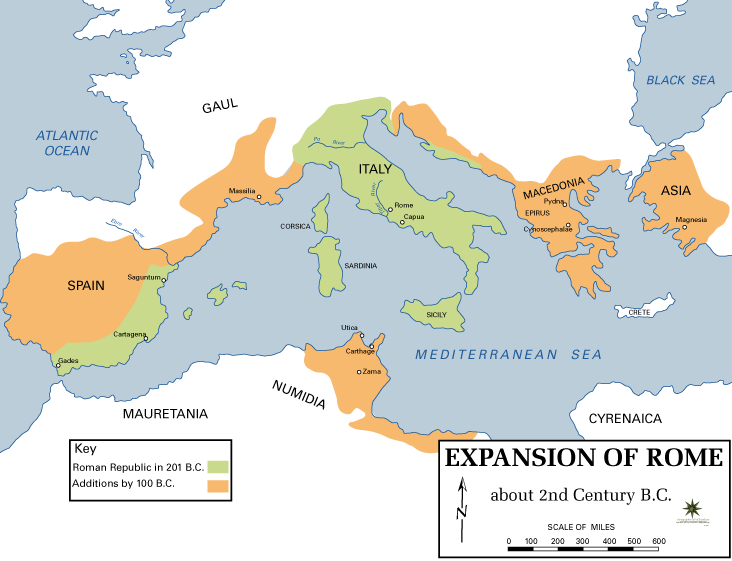 BLACK SEA
GAUL
ATLANTIC
OCEAN
Po
River
ITALY
MACEDONIA
ASIA
Massilia
Pydna
River
Rome
Capua
EPIRUS
Magnesia
Ebro
River
CORSICA
Cynoscephalae
SARDINIA
Saguntum
SPAIN
SICILY
CRETE
Cartagena
Utica
Carthage
MEDITERRANEAN SEA
Gades
Zama
NUMIDIA
MAURETANIA
CYRENAICA
Key
Roman Republic in 201 B.C.
Additions by 100 B.C.
EXPANSION OF ROME
about 2nd Century B.C.
N
SCALE OF MILES
0 100 200 300 400 500 600